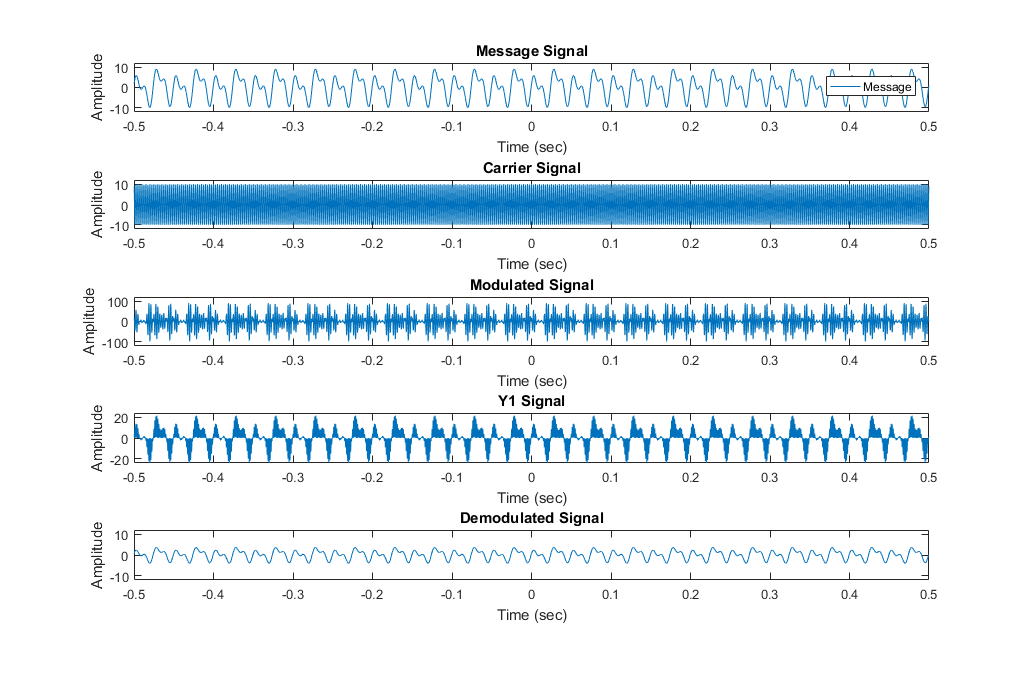 Message Signal
Amplitude
10
0
-10
Message
-0.5 -0.4 -0.3 -0.2 -0.1 0 0.1 0.2 0.3 0.4 0.5
Time (sec)
Carrier Signal
Amplitude
10
0
-10
-0.5 -0.4 -0.3 -0.2 -0.1 0 0.1 0.2 0.3 0.4 0.5
Time (sec)
Modulated Signal
Amplitude
100
0
-100
-0.5 -0.4 -0.3 -0.2 -0.1 0 0.1 0.2 0.3 0.4 0.5
Time (sec)
Y1 Signal
Amplitude
20
0
-20
-0.5 -0.4 -0.3 -0.2 -0.1 0 0.1 0.2 0.3 0.4 0.5
Time (sec)
Demodulated Signal
Amplitude
10
0
-10
-0.5 -0.4 -0.3 -0.2 -0.1 0 0.1 0.2 0.3 0.4 0.5
Time (sec)